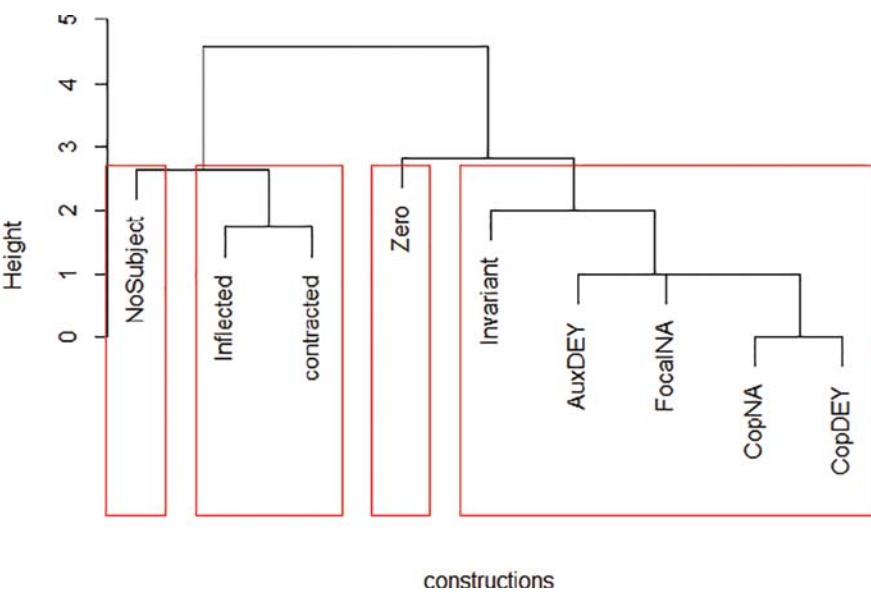 5
4
3
2
1
0
Height
NoSubject
Inflected
contracted
Zero
Invariant
AuxDEY
FocalNA
CopNA
CopDEY
constructions